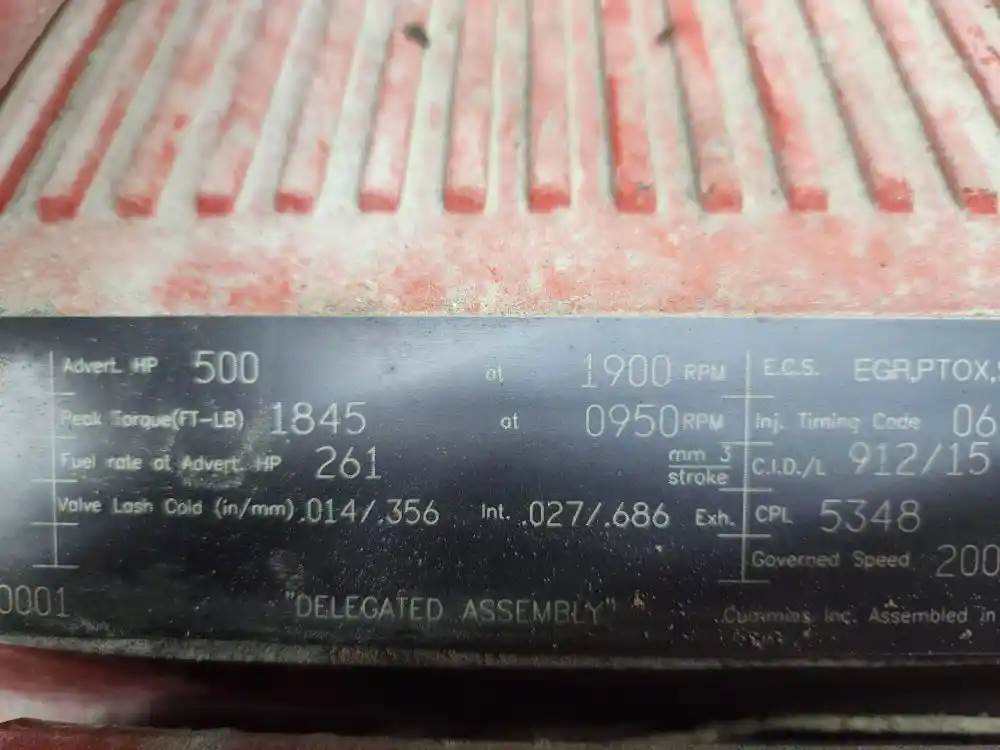 Advert. HP 500 at 1900 RPM E.C.S. EGR,PTOX,
Peak Torque(FT-LB) 1845 at 0950 RPM Inj. Timing Code 06
Fuel rate at Advert. HP 261 mm 3 stroke C.I.D./L 912/15
Valve Lash Cold (in/mm) .014/.356 Int. .027/.686 Exh. CPL 5348
Governed Speed 200
0001 "DELEGATED ASSEMBLY" Cummins Inc. Assembled in